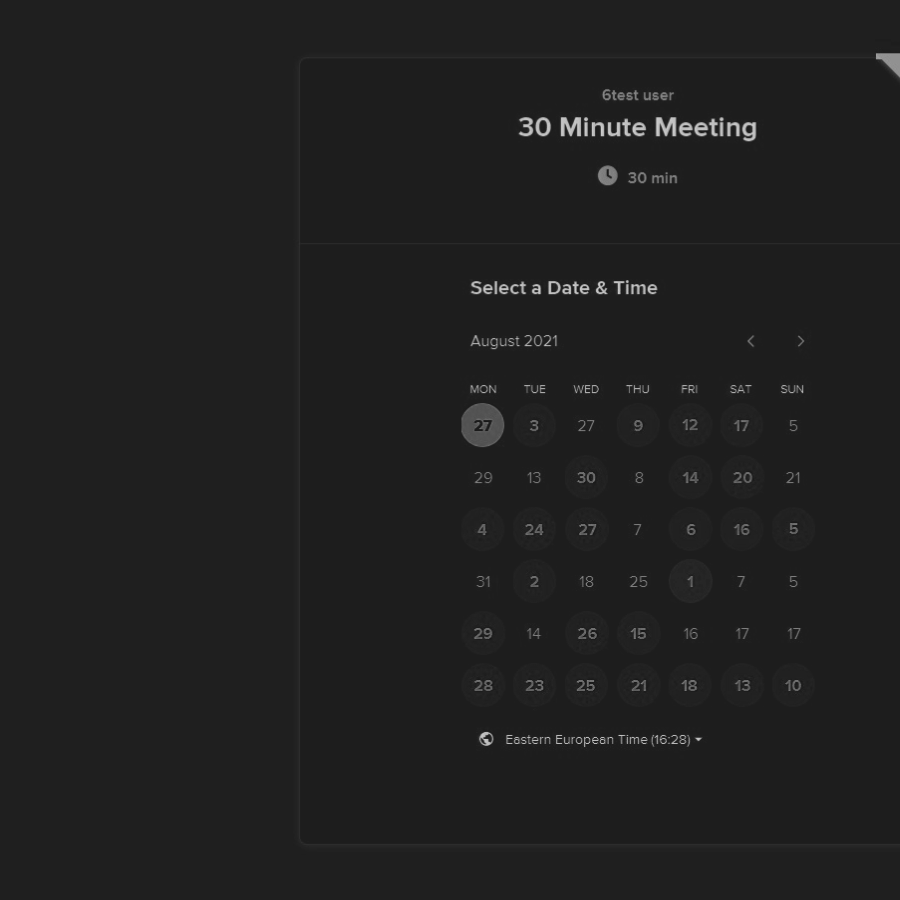 6test user
30 Minute Meeting
30 min
Select a Date & Time
August 2021
MON TUE WED THU FRI SAT SUN
27 3 27 9 12 17 5
29 13 30 8 14 20 21
4 24 27 7 6 16 5
31 2 18 25 1 7 5
29 14 26 15 16 17 17
28 23 25 21 18 13 10
Eastern European Time (16:28)